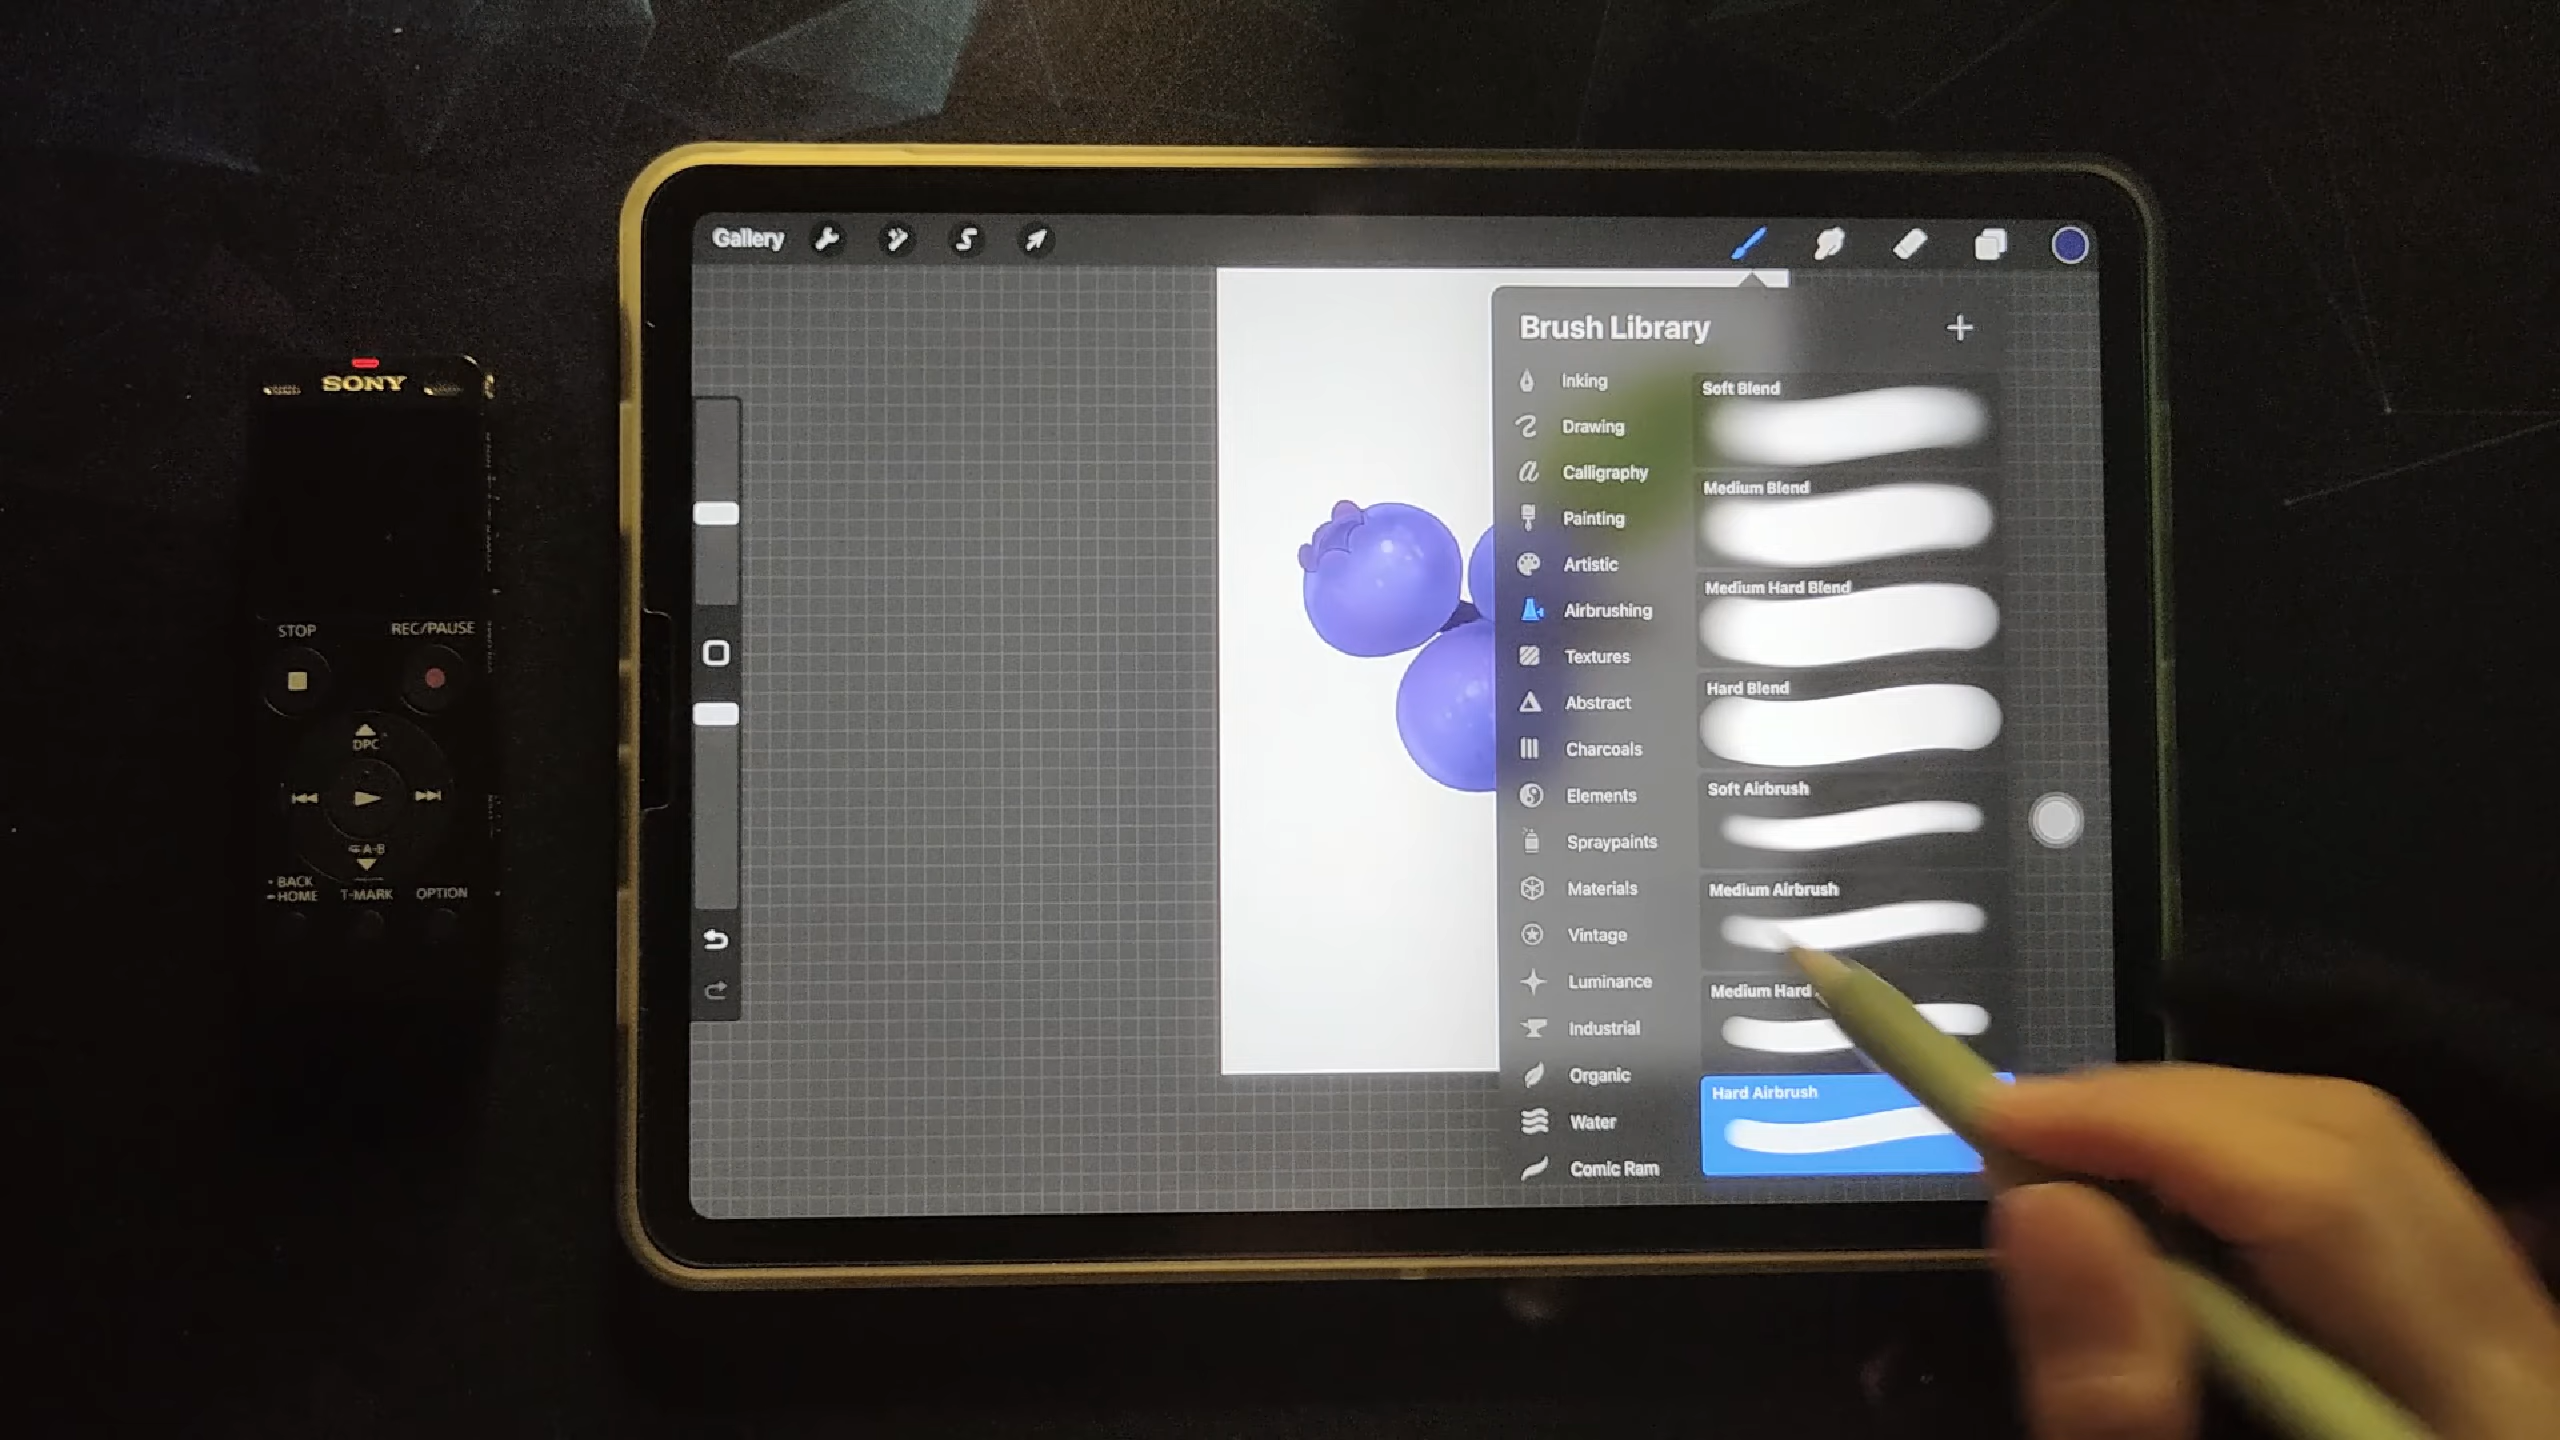 Gallery
Brush Library
Inking
Drawing
Calligraphy
Painting
Artistic
Airbrushing
Textures
Abstract
Charcoals
Elements
Spraypaints
Materials
Vintage
Luminance
Industrial
Organic
Water
Comic Ram
Soft Blend
Medium Blend
Medium Hard Blend
Hard Blend
Soft Airbrush
Medium Airbrush
Medium Hard
Hard Airbrush
SONY
STOP
REC/PAUSE
DPC
A-B
BACK
HOME
T-MARK
OPTION